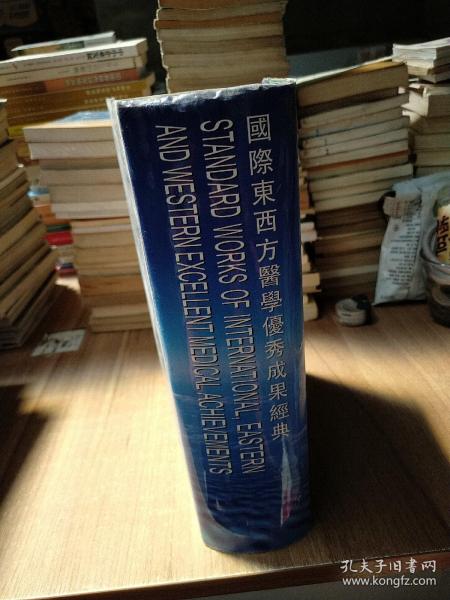 國際東西方醫學優秀成果經典
STANDARD WORKS OF INTERNATIONAL, EASTERN
AND WESTERN EXCELLENT MEDICAL ACHIEVEMENTS
孔夫子旧书网
www.kongfz.com